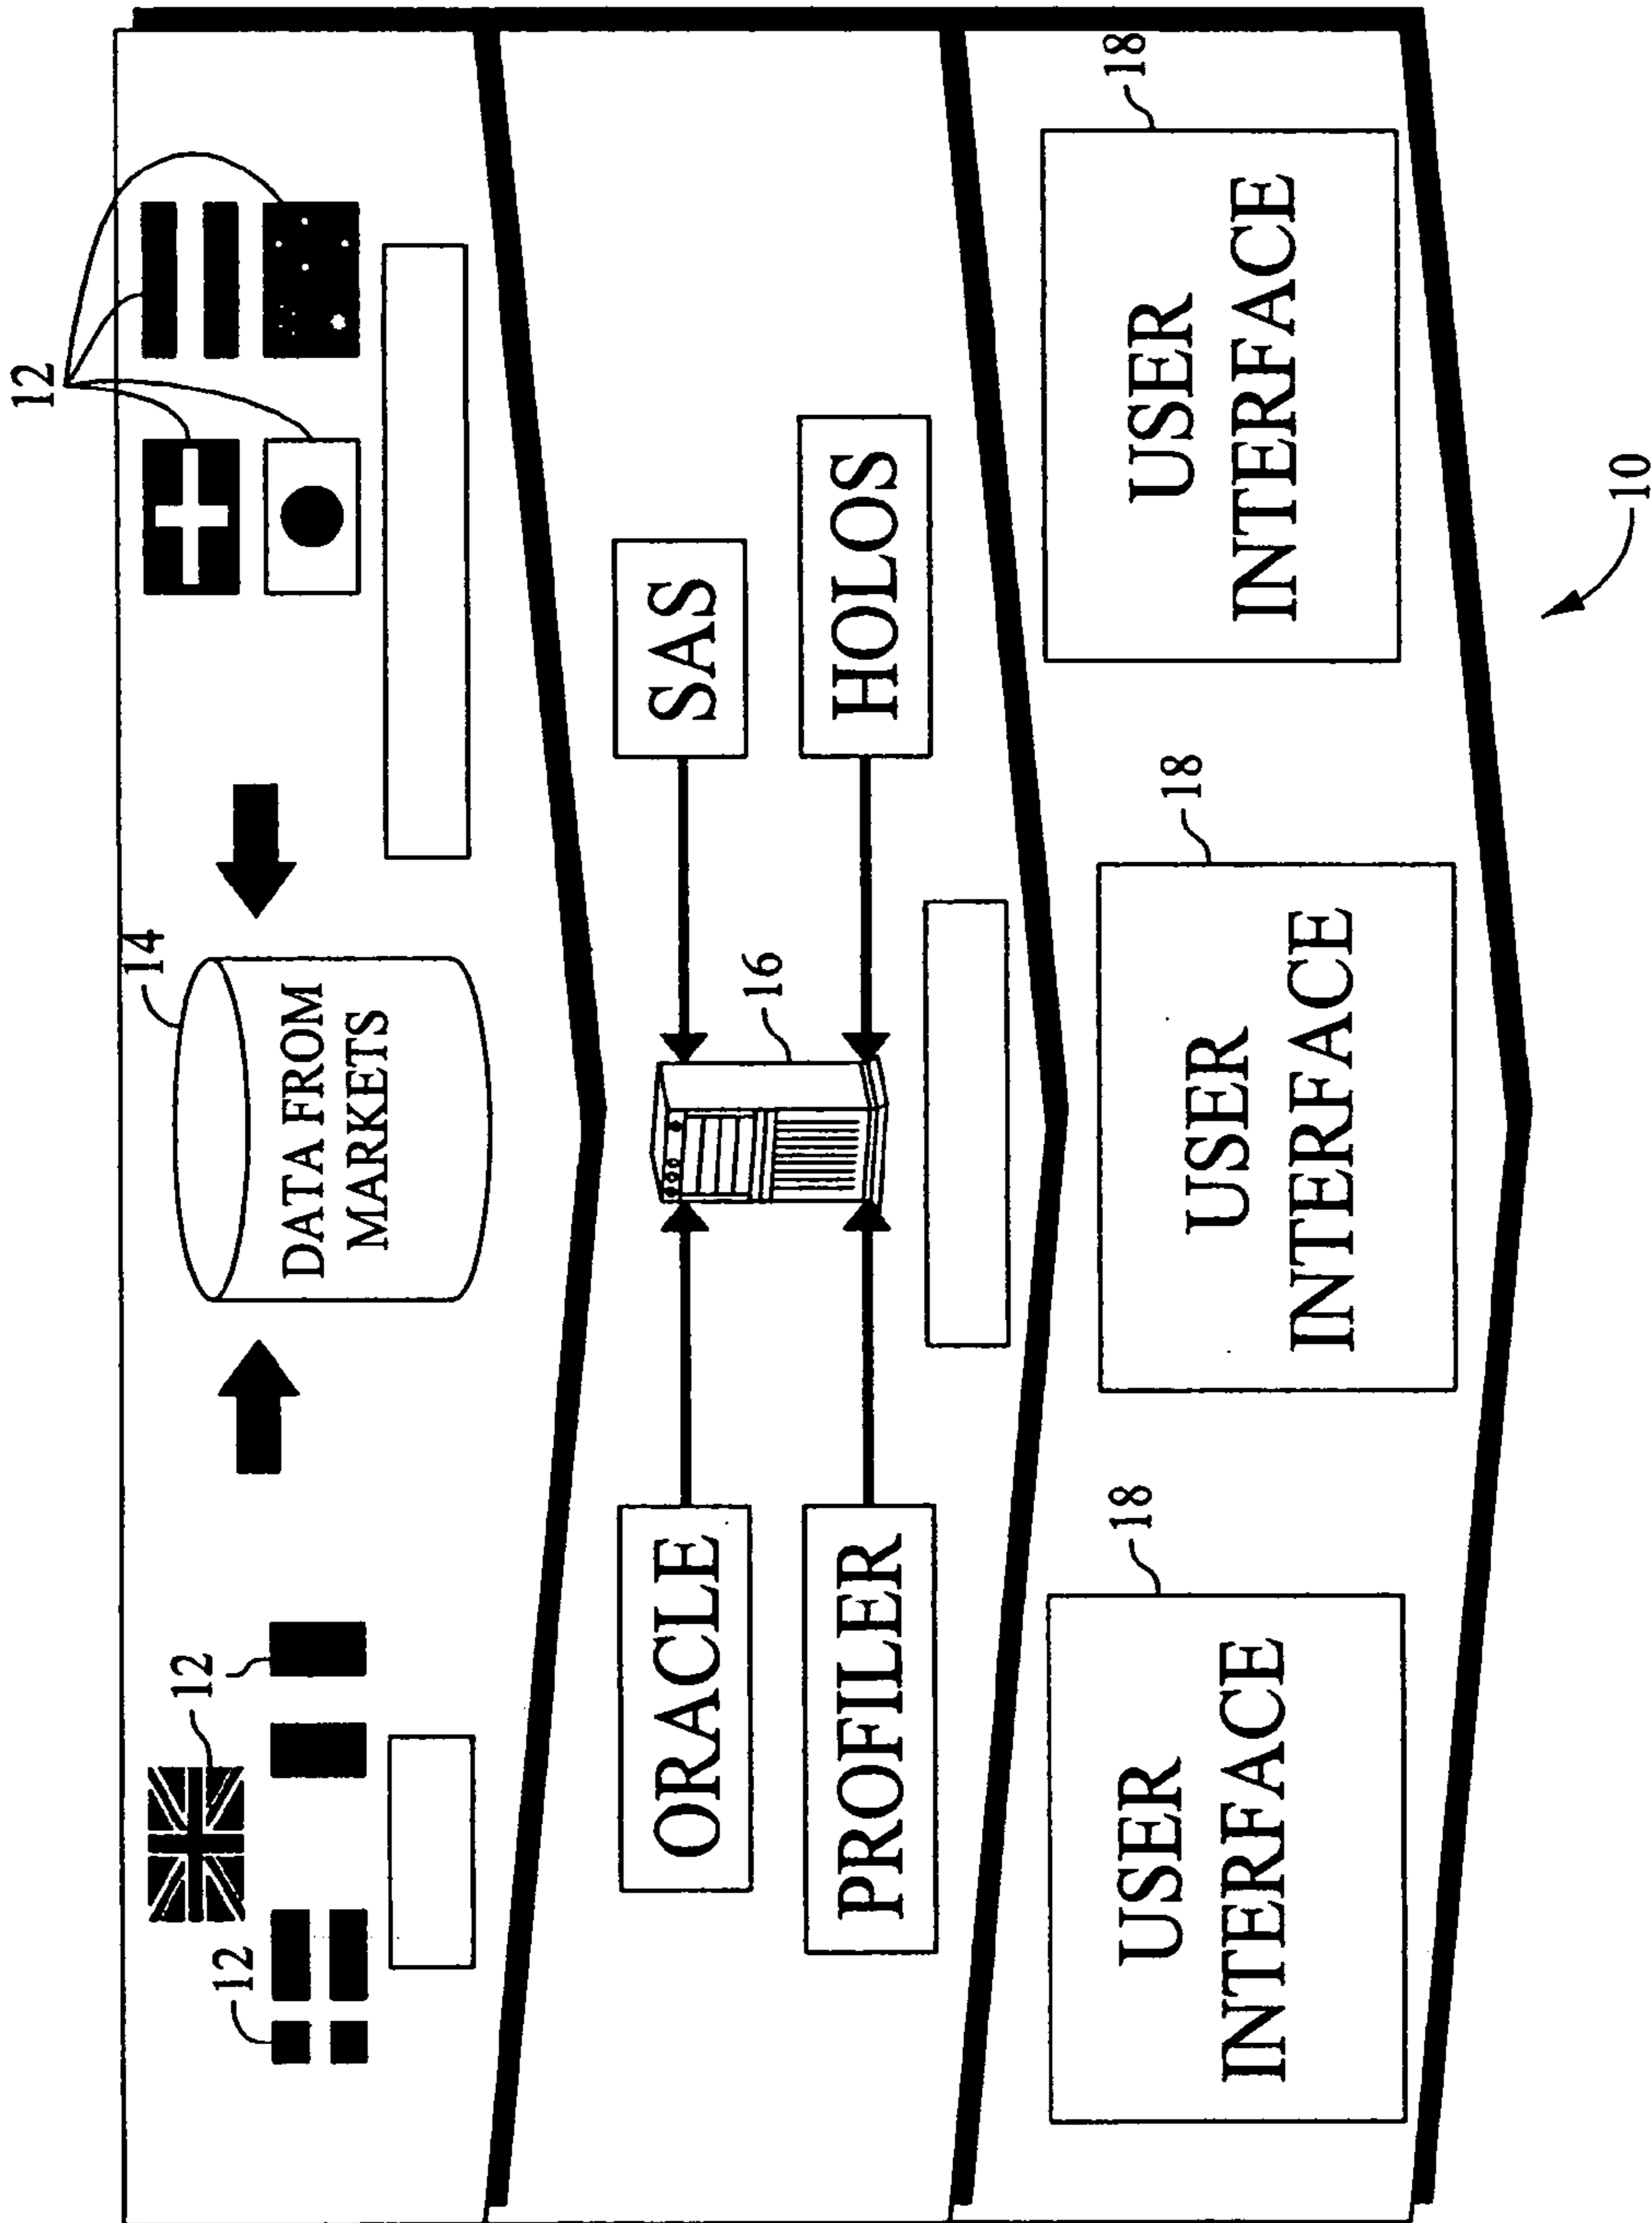 12
12
12
14
DATA FROM
MARKETS
ORACLE
SAS
16
PROFILER
HOLOS
18
USER
INTERFACE
18
USER
INTERFACE
18
USER
INTERFACE
10